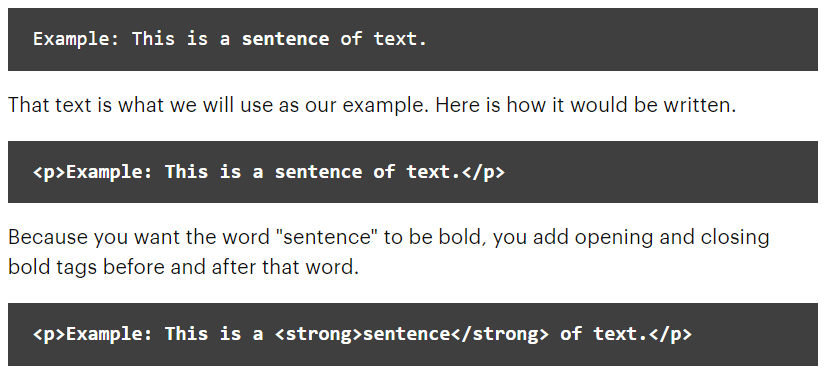 Example: This is a sentence of text.
That text is what we will use as our example. Here is how it would be written.
<p>Example: This is a sentence of text.</p>
Because you want the word "sentence" to be bold, you add opening and closing
bold tags before and after that word.
<p>Example: This is a <strong>sentence</strong> of text.</p>